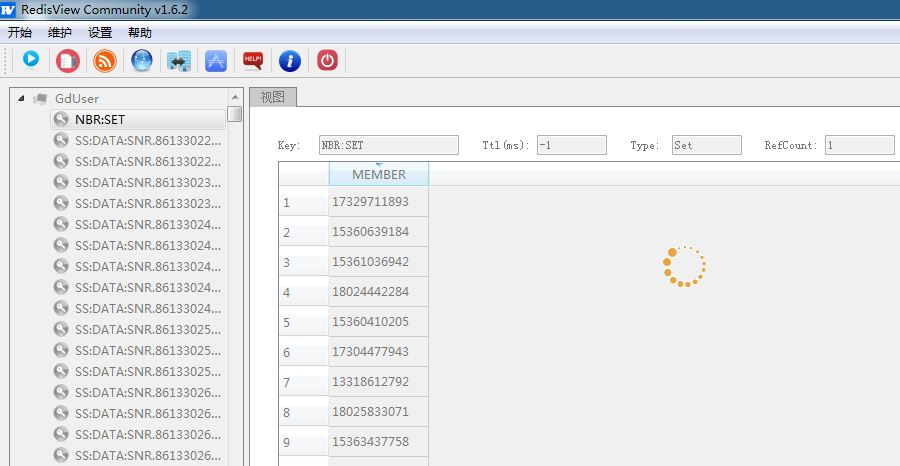 RedisView Community v1.6.2
开始 维护 设置 帮助
HELP!
GdUser
NBR:SET
SS:DATA:SNR.86133022...
SS:DATA:SNR.86133022...
SS:DATA:SNR.86133023...
SS:DATA:SNR.86133023...
SS:DATA:SNR.86133024...
SS:DATA:SNR.86133024...
SS:DATA:SNR.86133024...
SS:DATA:SNR.86133024...
SS:DATA:SNR.86133024...
SS:DATA:SNR.86133025...
SS:DATA:SNR.86133025...
SS:DATA:SNR.86133025...
SS:DATA:SNR.86133026...
SS:DATA:SNR.86133026...
SS:DATA:SNR.86133026...
SS:DATA:SNR.86133026...
视图
Key: NBR:SET Ttl(ms): -1 Type: Set RefCount: 1
MEMBER
1 17329711893
2 15360639184
3 15361036942
4 18024442284
5 15360410205
6 17304477943
7 13318612792
8 18025833071
9 15363437758